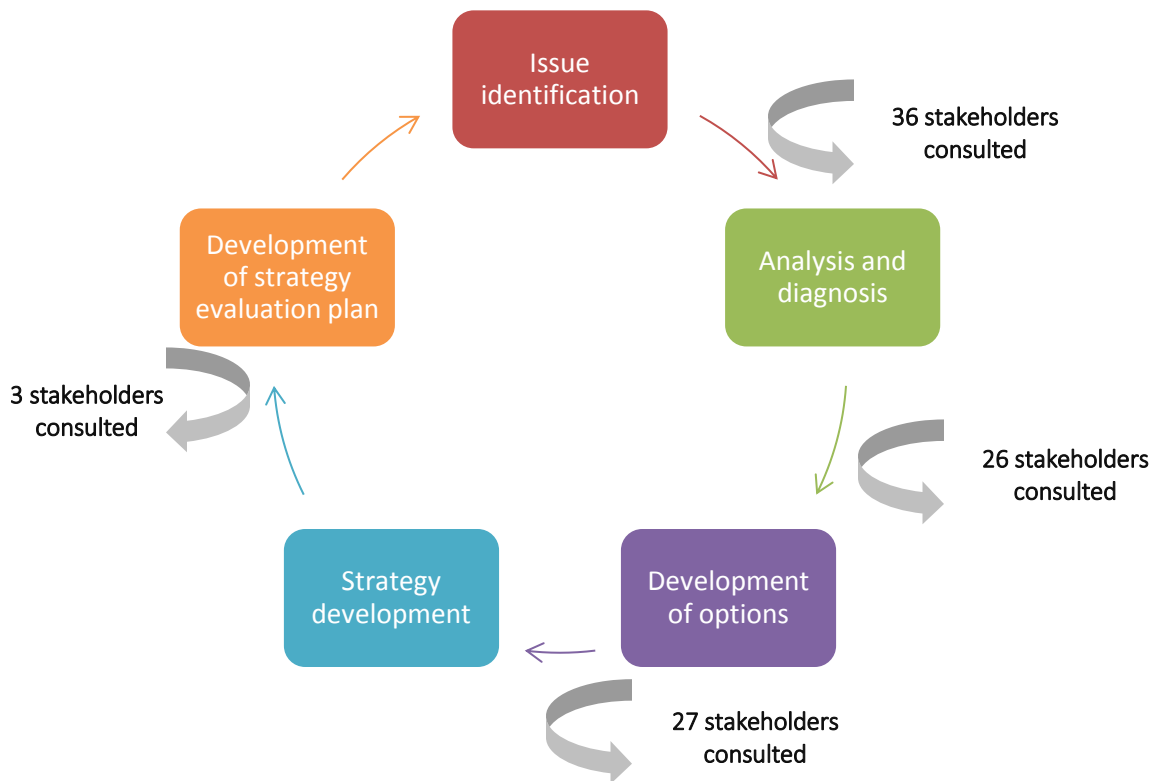 Issue
identification
36 stakeholders
consulted
Analysis and
diagnosis
26 stakeholders
consulted
Development
of options
27 stakeholders
consulted
Strategy
development
Development
of strategy
evaluation plan
3 stakeholders
consulted